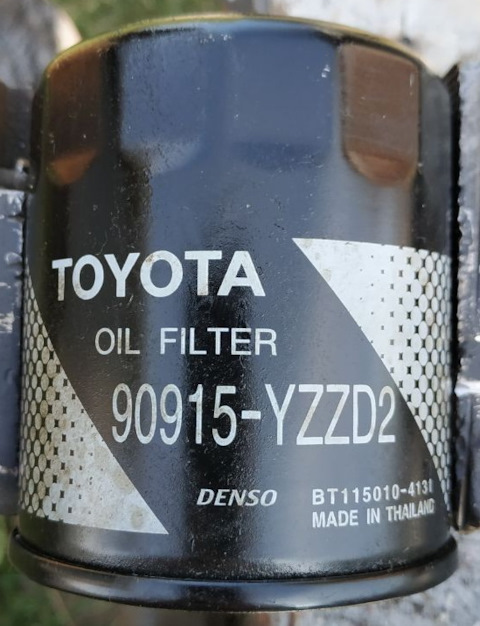 TOYOTA
OIL FILTER
90915-YZZD2
DENSO
BT115010-4131
MADE IN THAILAND